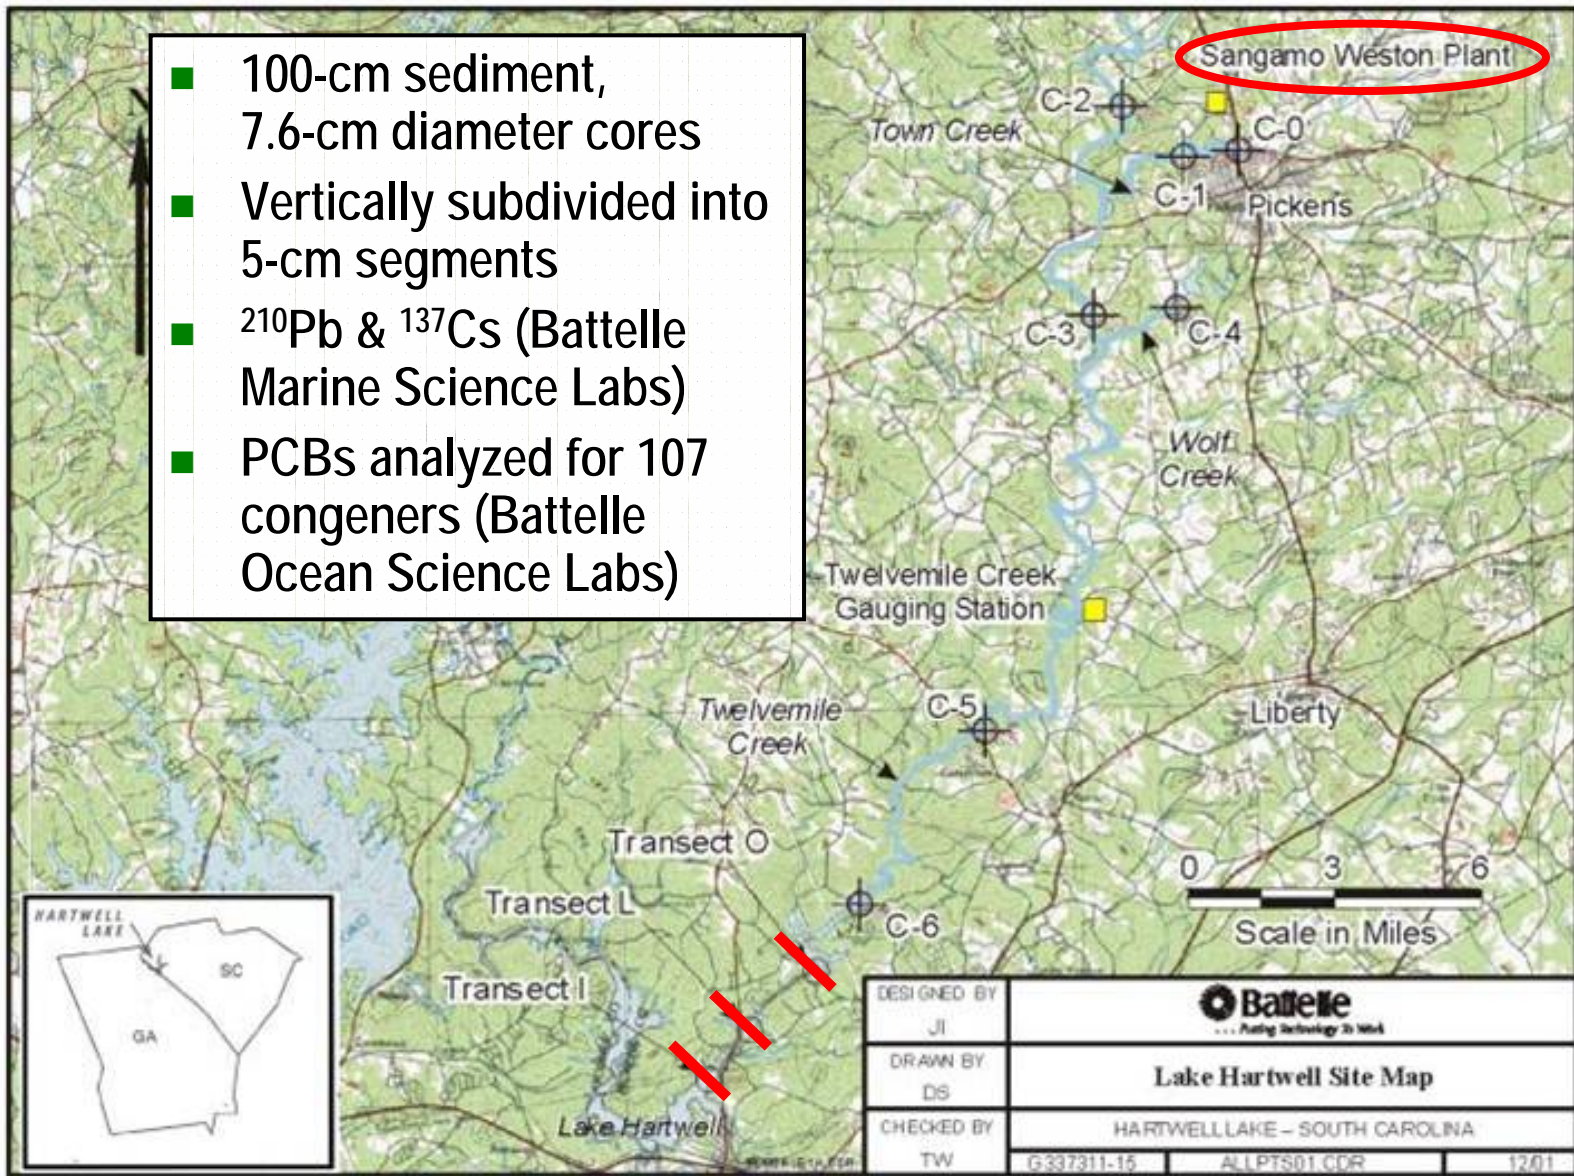 100-cm sediment,
7.6-cm diameter cores
Vertically subdivided into
5-cm segments
210Pb & 137Cs (Battelle
Marine Science Labs)
PCBs analyzed for 107
congeners (Battelle
Ocean Science Labs)
Sangamo Weston Plant
C-2
Town Creek
C-0
C-1
Pickens
C-3
C-4
Wolf
Creek
Twelvemile Creek
Gauging Station
C-5
Twelvemile
Creek
Liberty
Transect O
0 3 6
Scale in Miles
Transect L
C-6
Transect I
Lake Hartwell
HARTWELL
LAKE
SC
GA
DESIGNED BY
JI
Battelle
. . . Putting Technology To Work
DRAWN BY
DS
Lake Hartwell Site Map
CHECKED BY
TW
HARTWELL LAKE – SOUTH CAROLINA
G337311-15 ALLPTS01.CDR 12/01